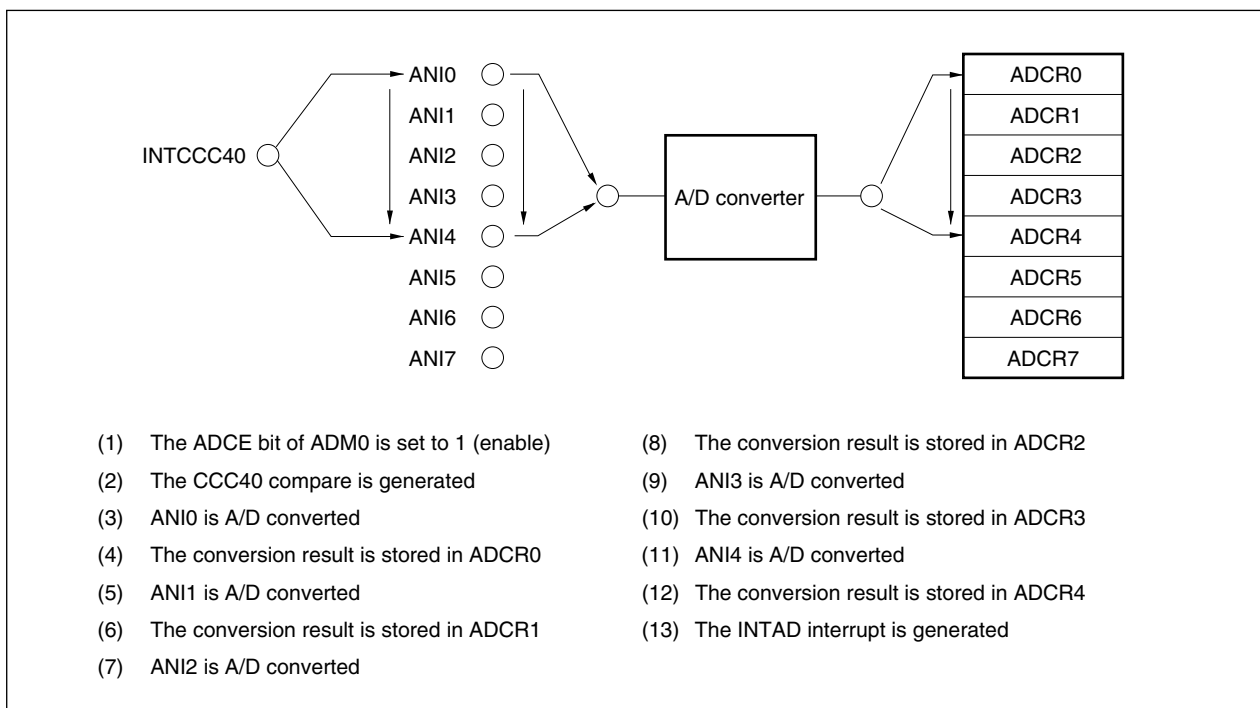 ANI0
ANI1
ANI2
ANI3
ANI4
ANI5
ANI6
ANI7
INTCCC40
A/D converter
ADCR0
ADCR1
ADCR2
ADCR3
ADCR4
ADCR5
ADCR6
ADCR7
(1) The ADCE bit of ADM0 is set to 1 (enable)
(2) The CCC40 compare is generated
(3) ANI0 is A/D converted
(4) The conversion result is stored in ADCR0
(5) ANI1 is A/D converted
(6) The conversion result is stored in ADCR1
(7) ANI2 is A/D converted
(8) The conversion result is stored in ADCR2
(9) ANI3 is A/D converted
(10) The conversion result is stored in ADCR3
(11) ANI4 is A/D converted
(12) The conversion result is stored in ADCR4
(13) The INTAD interrupt is generated